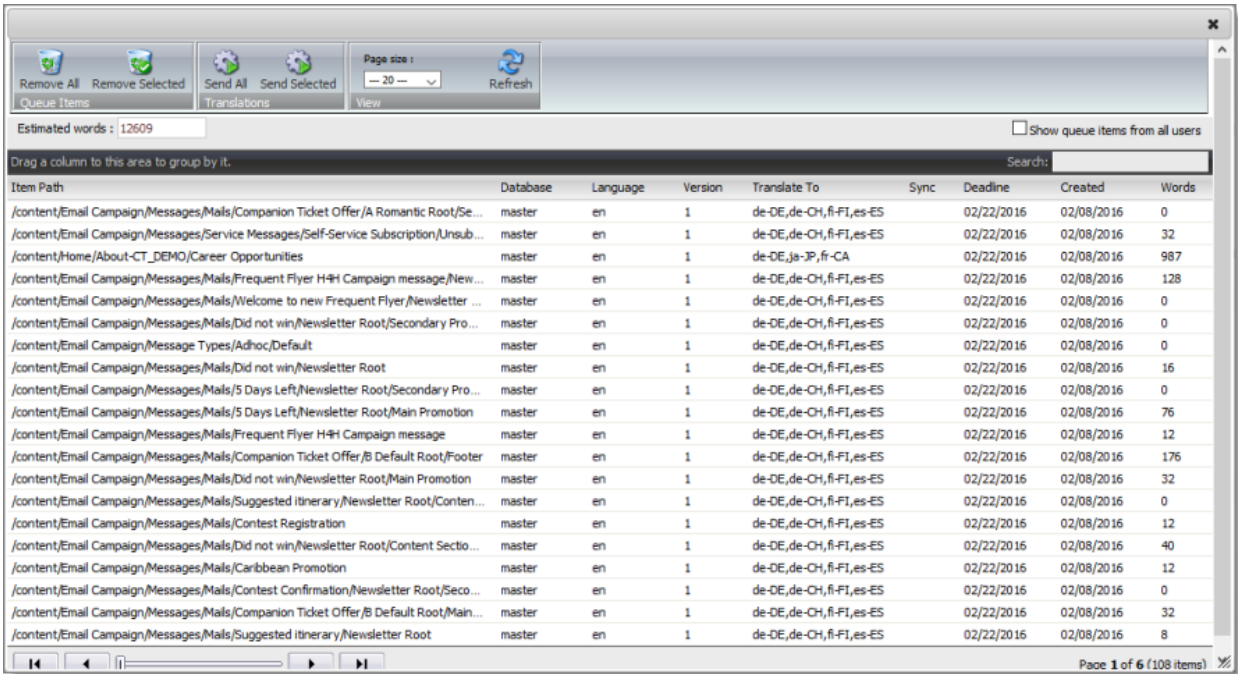 Remove All Remove Selected Send All Send Selected Page size : --- 20 --- Refresh
Queue Items Translations View
Estimated words : 12609 Show queue items from all users
Drag a column to this area to group by it. Search:
Item Path Database Language Version Translate To Sync Deadline Created Words
/content/Email Campaign/Messages/Mails/Companion Ticket Offer/A Romantic Root/Se... master en 1 de-DE,de-CH,fi-FI,es-ES 02/22/2016 02/08/2016 0
/content/Email Campaign/Messages/Service Messages/Self-Service Subscription/Unsub... master en 1 de-DE,de-CH,fi-FI,es-ES 02/22/2016 02/08/2016 32
/content/Home/About-CT_DEMO/Career Opportunities master en 1 de-DE,ja-JP,fr-CA 02/22/2016 02/08/2016 987
/content/Email Campaign/Messages/Mails/Frequent Flyer H4H Campaign message/New... master en 1 de-DE,de-CH,fi-FI,es-ES 02/22/2016 02/08/2016 128
/content/Email Campaign/Messages/Mails/Welcome to new Frequent Flyer/Newsletter ... master en 1 de-DE,de-CH,fi-FI,es-ES 02/22/2016 02/08/2016 0
/content/Email Campaign/Messages/Mails/Did not win/Newsletter Root/Secondary Pro... master en 1 de-DE,de-CH,fi-FI,es-ES 02/22/2016 02/08/2016 0
/content/Email Campaign/Message Types/Adhoc/Default master en 1 de-DE,de-CH,fi-FI,es-ES 02/22/2016 02/08/2016 0
/content/Email Campaign/Messages/Mails/Did not win/Newsletter Root master en 1 de-DE,de-CH,fi-FI,es-ES 02/22/2016 02/08/2016 16
/content/Email Campaign/Messages/Mails/5 Days Left/Newsletter Root/Secondary Pro... master en 1 de-DE,de-CH,fi-FI,es-ES 02/22/2016 02/08/2016 0
/content/Email Campaign/Messages/Mails/5 Days Left/Newsletter Root/Main Promotion master en 1 de-DE,de-CH,fi-FI,es-ES 02/22/2016 02/08/2016 76
/content/Email Campaign/Messages/Mails/Frequent Flyer H4H Campaign message master en 1 de-DE,de-CH,fi-FI,es-ES 02/22/2016 02/08/2016 12
/content/Email Campaign/Messages/Mails/Companion Ticket Offer/B Default Root/Footer master en 1 de-DE,de-CH,fi-FI,es-ES 02/22/2016 02/08/2016 176
/content/Email Campaign/Messages/Mails/Did not win/Newsletter Root/Main Promotion master en 1 de-DE,de-CH,fi-FI,es-ES 02/22/2016 02/08/2016 32
/content/Email Campaign/Messages/Mails/Suggested itinerary/Newsletter Root/Conten... master en 1 de-DE,de-CH,fi-FI,es-ES 02/22/2016 02/08/2016 0
/content/Email Campaign/Messages/Mails/Contest Registration master en 1 de-DE,de-CH,fi-FI,es-ES 02/22/2016 02/08/2016 12
/content/Email Campaign/Messages/Mails/Did not win/Newsletter Root/Content Sectio... master en 1 de-DE,de-CH,fi-FI,es-ES 02/22/2016 02/08/2016 40
/content/Email Campaign/Messages/Mails/Caribbean Promotion master en 1 de-DE,de-CH,fi-FI,es-ES 02/22/2016 02/08/2016 12
/content/Email Campaign/Messages/Mails/Contest Confirmation/Newsletter Root/Seco... master en 1 de-DE,de-CH,fi-FI,es-ES 02/22/2016 02/08/2016 0
/content/Email Campaign/Messages/Mails/Companion Ticket Offer/B Default Root/Main... master en 1 de-DE,de-CH,fi-FI,es-ES 02/22/2016 02/08/2016 32
/content/Email Campaign/Messages/Mails/Suggested itinerary/Newsletter Root master en 1 de-DE,de-CH,fi-FI,es-ES 02/22/2016 02/08/2016 8
Page 1 of 6 (108 items)